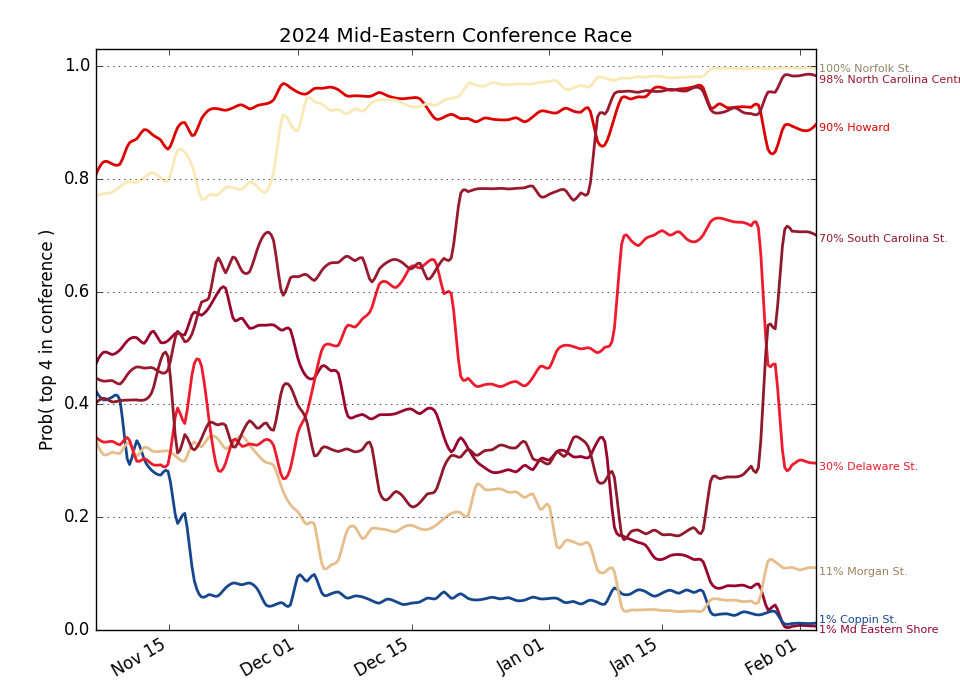 2024 Mid-Eastern Conference Race
Prob( top 4 in conference )
1.0
0.8
0.6
0.4
0.2
0.0
Nov 15
Dec 01
Dec 15
Jan 01
Jan 15
Feb 01
100% Norfolk St.
98% North Carolina Centr
90% Howard
70% South Carolina St.
30% Delaware St.
11% Morgan St.
1% Coppin St.
1% Md Eastern Shore